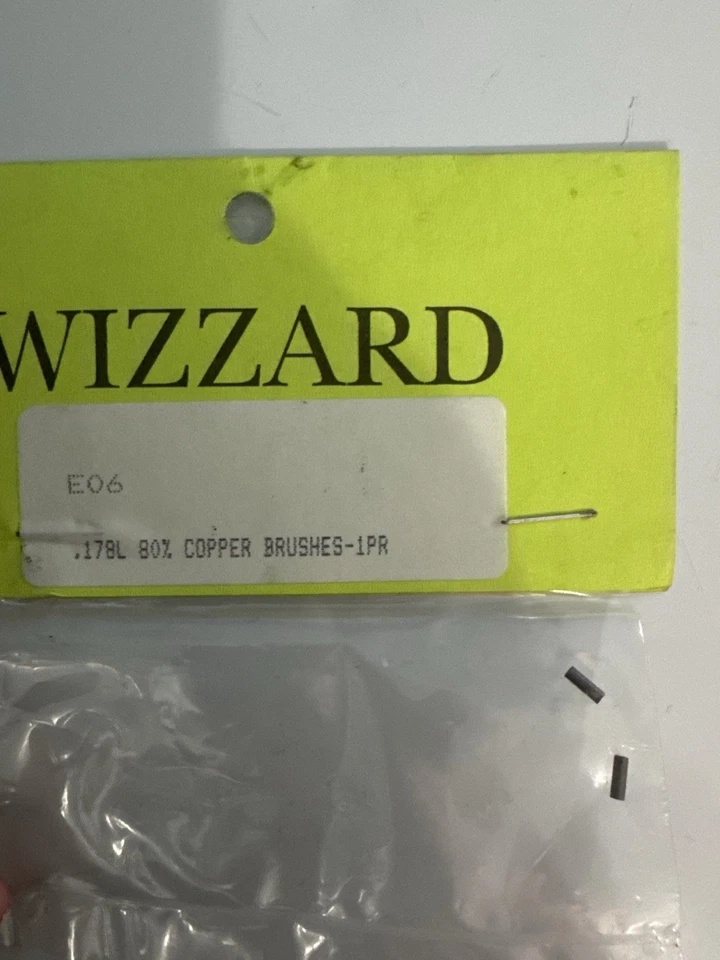 WIZZARD
E06
.178L 80% COPPER BRUSHES-1PR